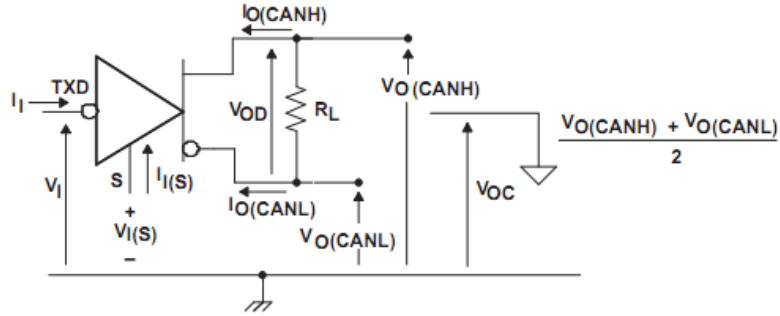 IO(CANH)
TXD
II
VO(CANH)
VOD
RL
VO(CANH) + VO(CANL)
2
S
II(S)
VI
IO(CANL)
VOC
+
VI(S)
–
VO(CANL)